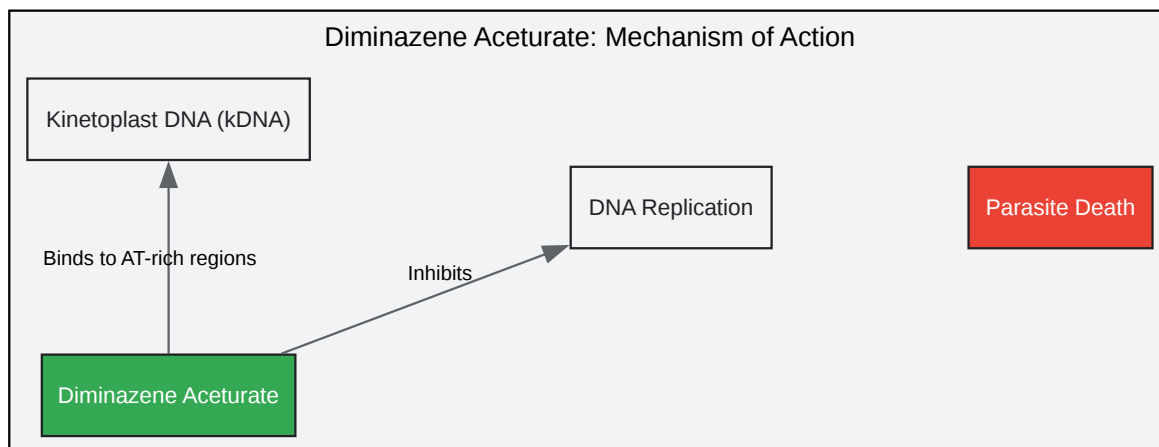 Diminazene Aceturate: Mechanism of Action
Kinetoplast DNA (kDNA)
DNA Replication
Parasite Death
Binds to AT-rich regions
Inhibits
Diminazene Aceturate